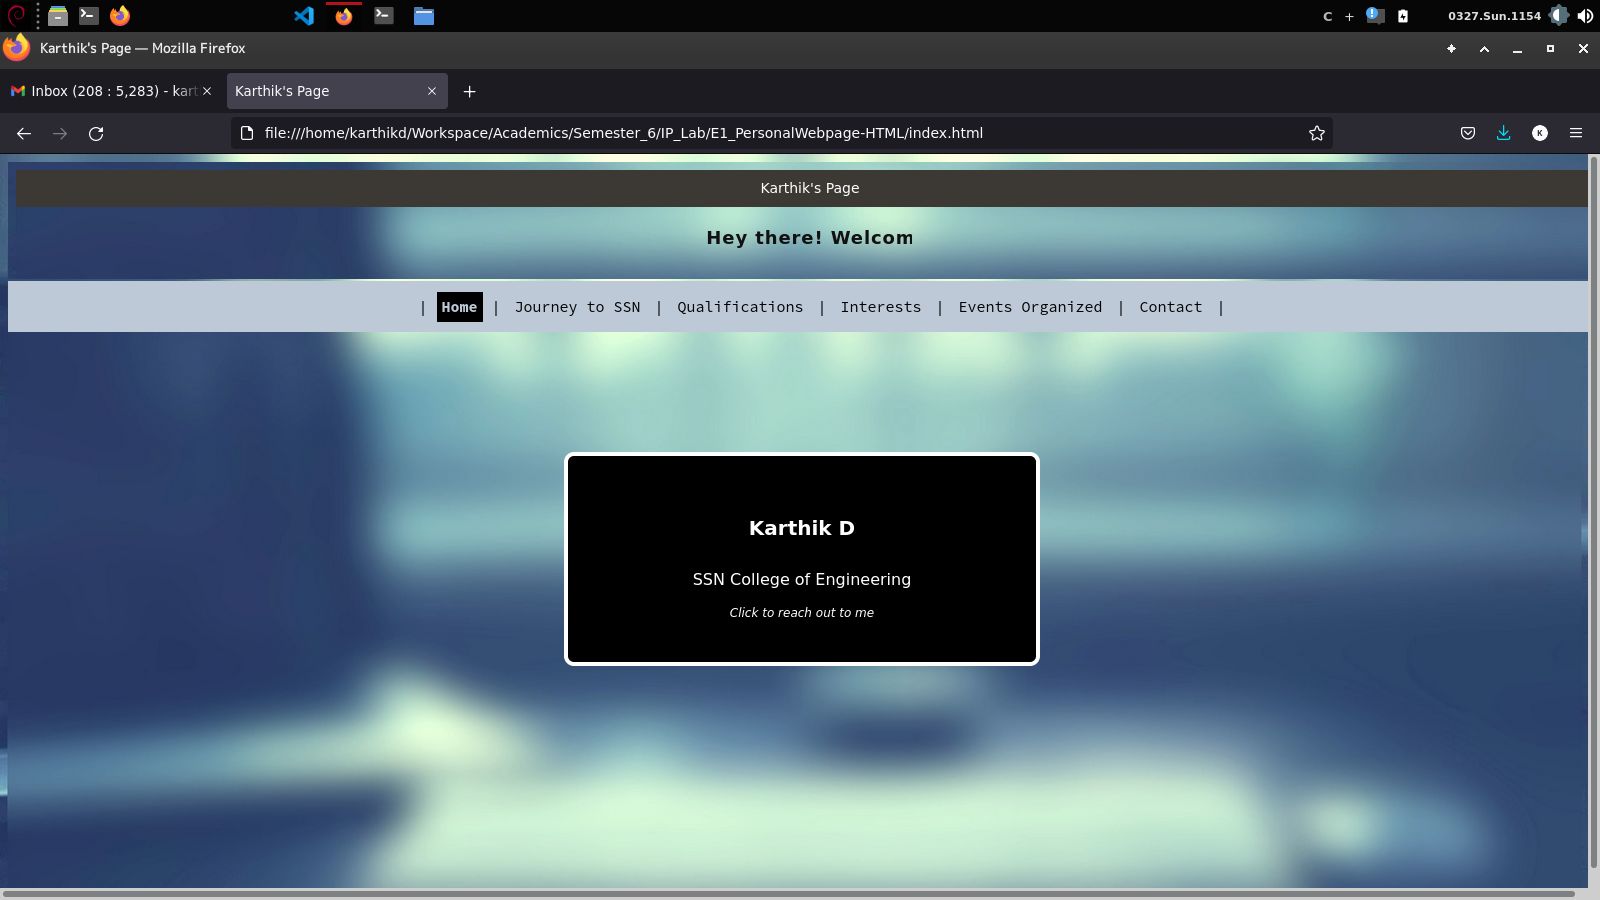 C + 0327.Sun.1154
Karthik's Page — Mozilla Firefox
Inbox (208 : 5,283) - kart Karthik's Page
file:///home/karthikd/Workspace/Academics/Semester_6/IP_Lab/E1_PersonalWebpage-HTML/index.html K
Karthik's Page
Hey there! Welcom
| Home | Journey to SSN | Qualifications | Interests | Events Organized | Contact |
Karthik D
SSN College of Engineering
Click to reach out to me